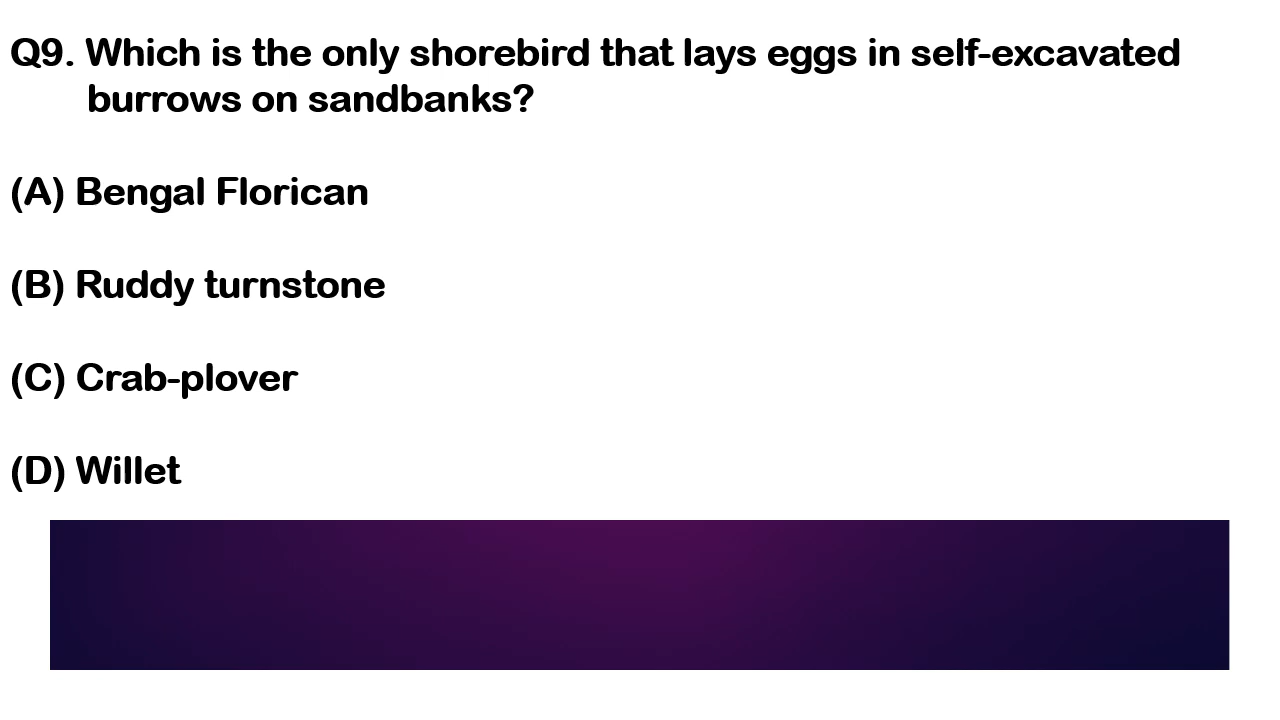 Q9. Which is the only shorebird that lays eggs in self-excavated
burrows on sandbanks?
(A) Bengal Florican
(B) Ruddy turnstone
(C) Crab-plover
(D) Willet